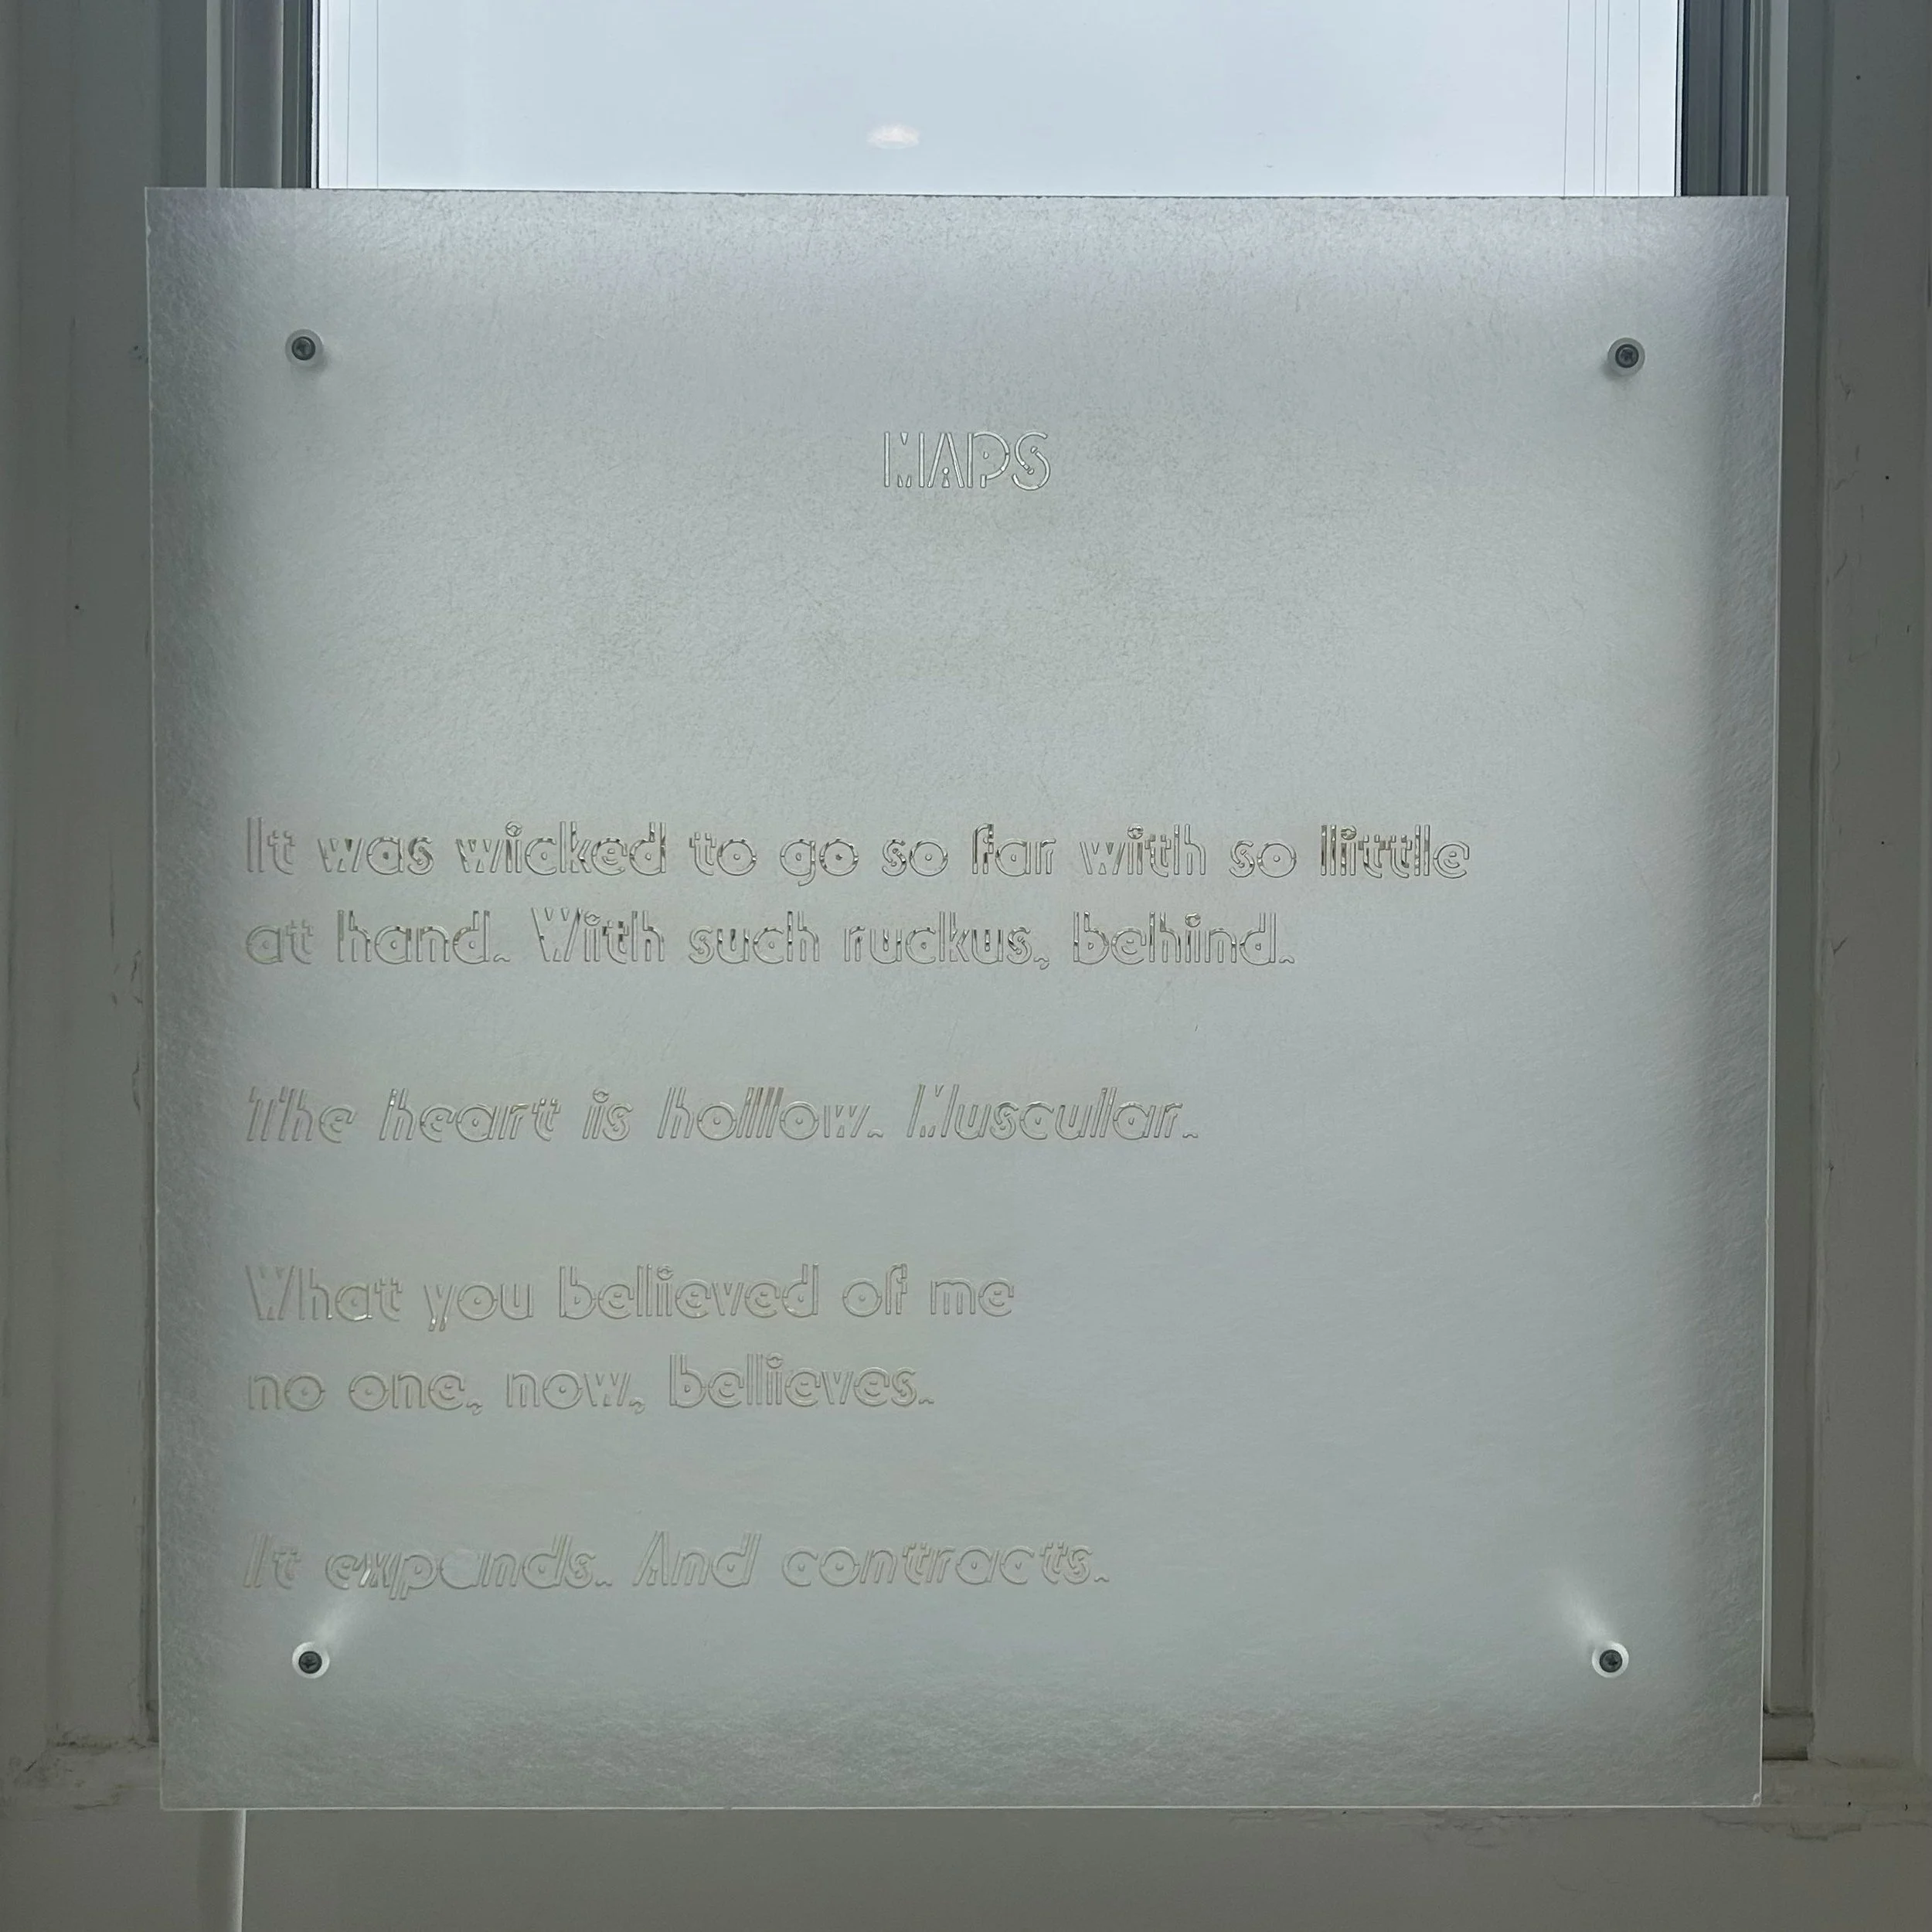 MAPS
It was wicked to go so far with so little
at hand. With such ruckus, behind.
The heart is hollow. Muscular.
What you believed of me
no one, now, believes.
It expands. And contracts.